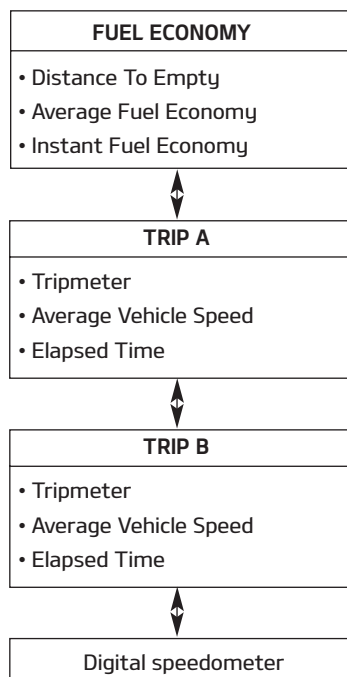 FUEL ECONOMY
• Distance To Empty
• Average Fuel Economy
• Instant Fuel Economy
TRIP A
• Tripmeter
• Average Vehicle Speed
• Elapsed Time
TRIP B
• Tripmeter
• Average Vehicle Speed
• Elapsed Time
Digital speedometer